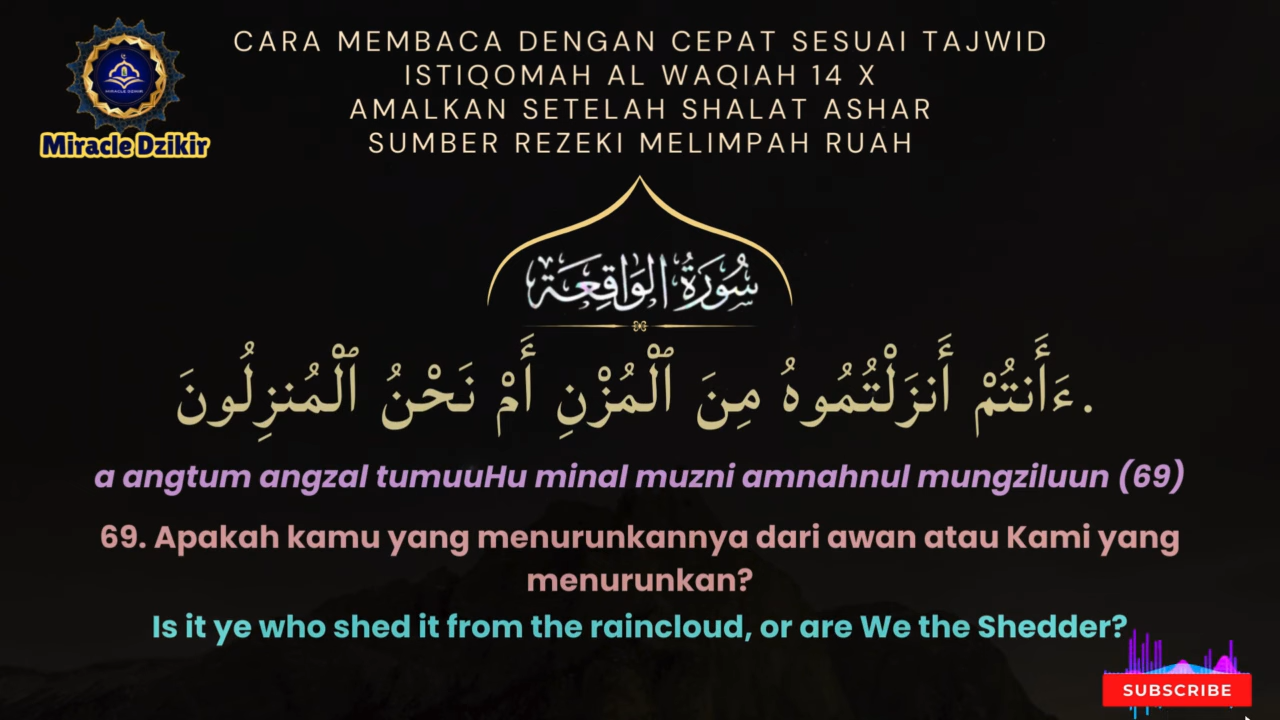 CARA MEMBACA DENGAN CEPAT SESUAI TAJWID
ISTIQOMAH AL WAQIAH 14 X
AMALKAN SETELAH SHALAT ASHAR
SUMBER REZEKI MELIMPAH RUAH
MIRACLE DZIKIR
Miracle Dzikir
سُورَةُ الوَاقِعَة
ءَأَنتُمْ أَنزَلْتُمُوهُ مِنَ ٱلْمُزْنِ أَمْ نَحْنُ ٱلْمُنزِلُونَ.
a angtum angzal tumuuHu minal muzni amnahnul mungziluun (69)
69. Apakah kamu yang menurunkannya dari awan atau Kami yang
menurunkan?
Is it ye who shed it from the raincloud, or are We the Shedder?
SUBSCRIBE